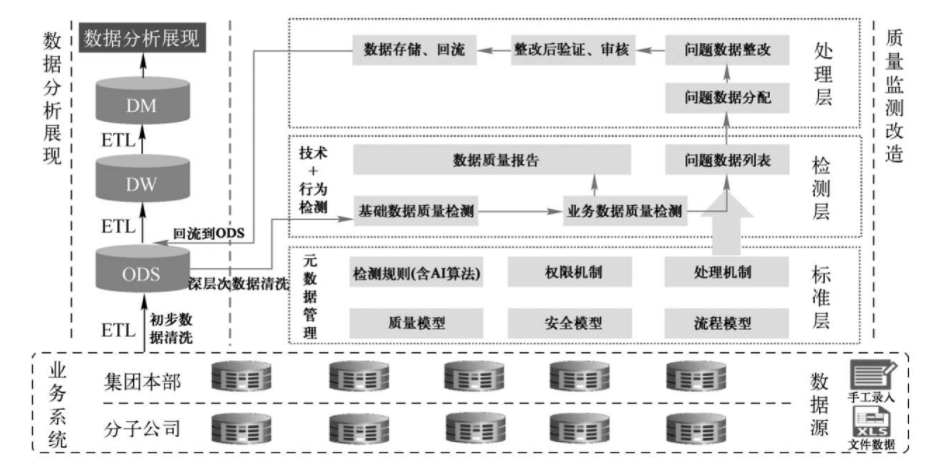 数据分析展现
数据分析展现
DM
ETL
DW
ETL
ODS
ETL
初步数
据清洗
回流到ODS
深层次数据清洗
数据存储、回流
整改后验证、审核
问题数据整改
问题数据分配
处理层
技术
+
行为
检测
数据质量报告
问题数据列表
基础数据质量检测
业务数据质量检测
检测层
元数据管理
检测规则(含AI算法)
权限机制
处理机制
质量模型
安全模型
流程模型
标准层
质量监测改造
业务系统
集团本部
分子公司
数据源
手工录入
XLS
文件数据